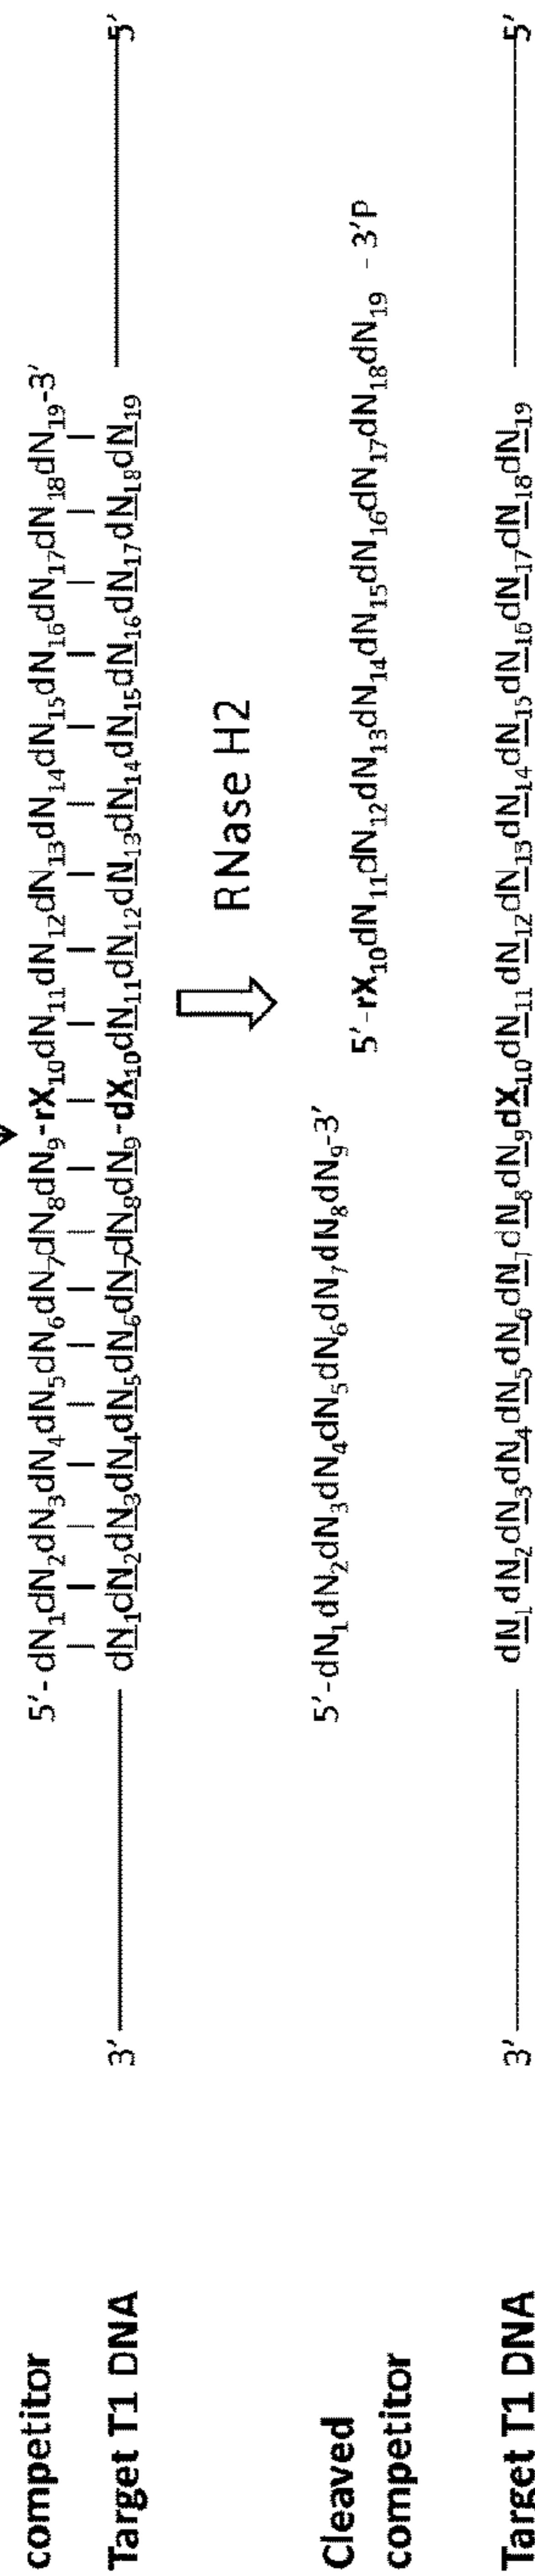 competitor 5′- dN₁dN₂dN₃dN₄dN₅dN₆dN₇dN₈dN₉-rX₁₀dN₁₁dN₁₂dN₁₃dN₁₄dN₁₅dN₁₆dN₁₇dN₁₈dN₁₉-3′
Target T1 DNA 3′ dN₁dN₂dN₃dN₄dN₅dN₆dN₇dN₈dN₉-dX₁₀dN₁₁dN₁₂dN₁₃dN₁₄dN₁₅dN₁₆dN₁₇dN₁₈dN₁₉ 5′
RNase H2
Cleaved 5′-dN₁dN₂dN₃dN₄dN₅dN₆dN₇dN₈dN₉-3′
competitor 5′-rX₁₀dN₁₁dN₁₂dN₁₃dN₁₄dN₁₅dN₁₆dN₁₇dN₁₈dN₁₉ - 3′P
Target T1 DNA 3′ dN₁dN₂dN₃dN₄dN₅dN₆dN₇dN₈dN₉dX₁₀dN₁₁dN₁₂dN₁₃dN₁₄dN₁₅dN₁₆dN₁₇dN₁₈dN₁₉ 5′